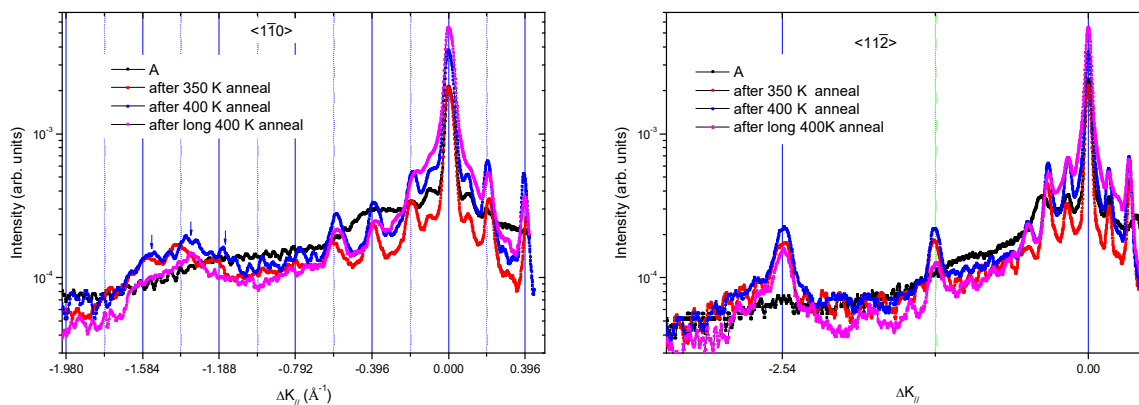 <11̅0>
A
after 350 K anneal
after 400 K anneal
after long 400 K anneal
Intensity (arb. units)
10⁻³
10⁻⁴
-1.980 -1.584 -1.188 -0.792 -0.396 0.000 0.396
ΔK// (Å⁻¹)
<112̅>
A
after 350 K anneal
after 400 K anneal
after long 400K anneal
Intensity (arb. units)
10⁻³
10⁻⁴
-2.54 0.00
ΔK//